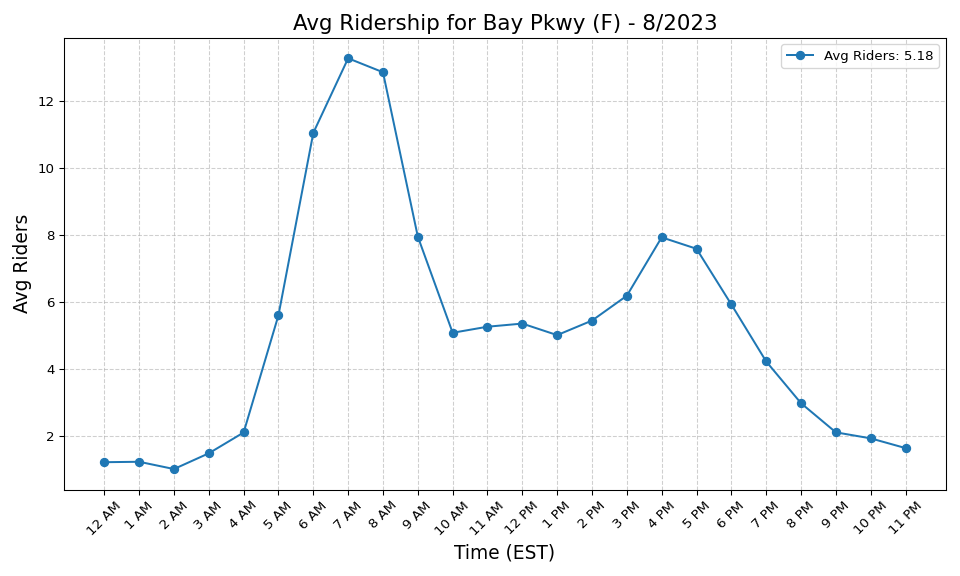 Avg Ridership for Bay Pkwy (F) - 8/2023
Avg Riders: 5.18
12
10
8
6
4
2
Avg Riders
12 AM
1 AM
2 AM
3 AM
4 AM
5 AM
6 AM
7 AM
8 AM
9 AM
10 AM
11 AM
12 PM
1 PM
2 PM
3 PM
4 PM
5 PM
6 PM
7 PM
8 PM
9 PM
10 PM
11 PM
Time (EST)